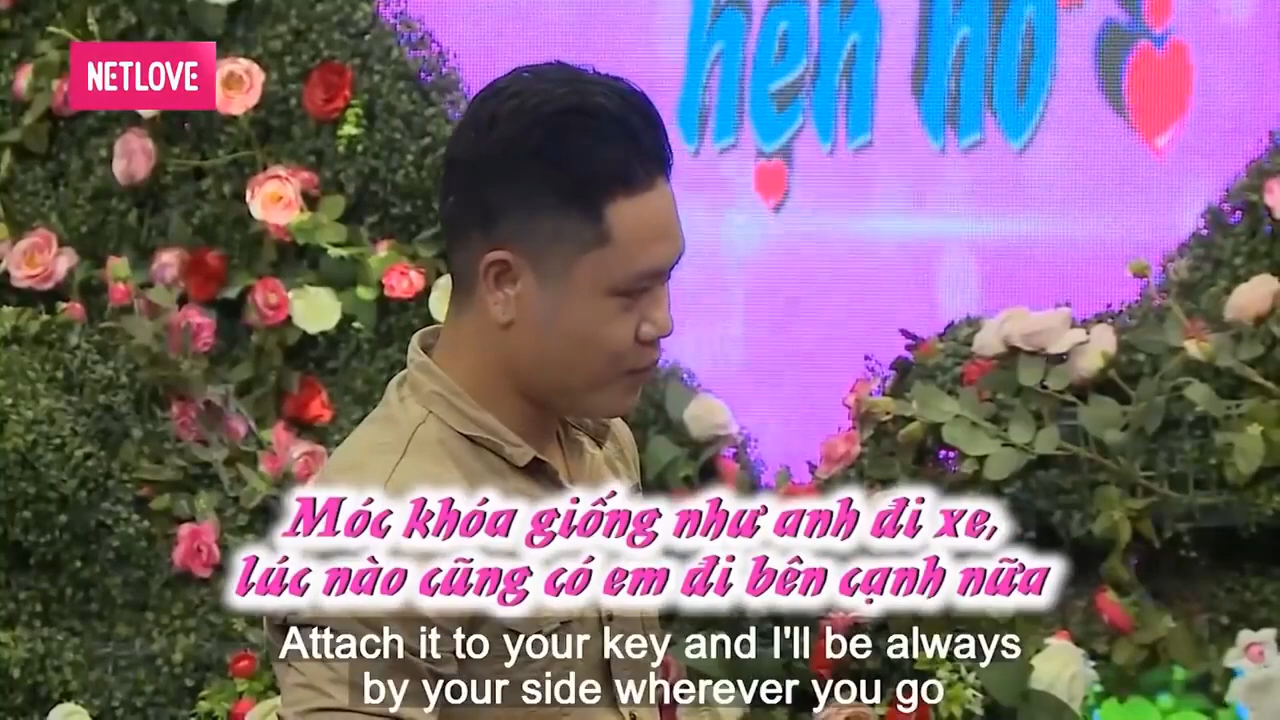 NETLOVE
hẹn hò
Móc khóa giống như anh đi xe,
lúc nào cũng có em đi bên cạnh nữa
Attach it to your key and I'll be always
by your side wherever you go